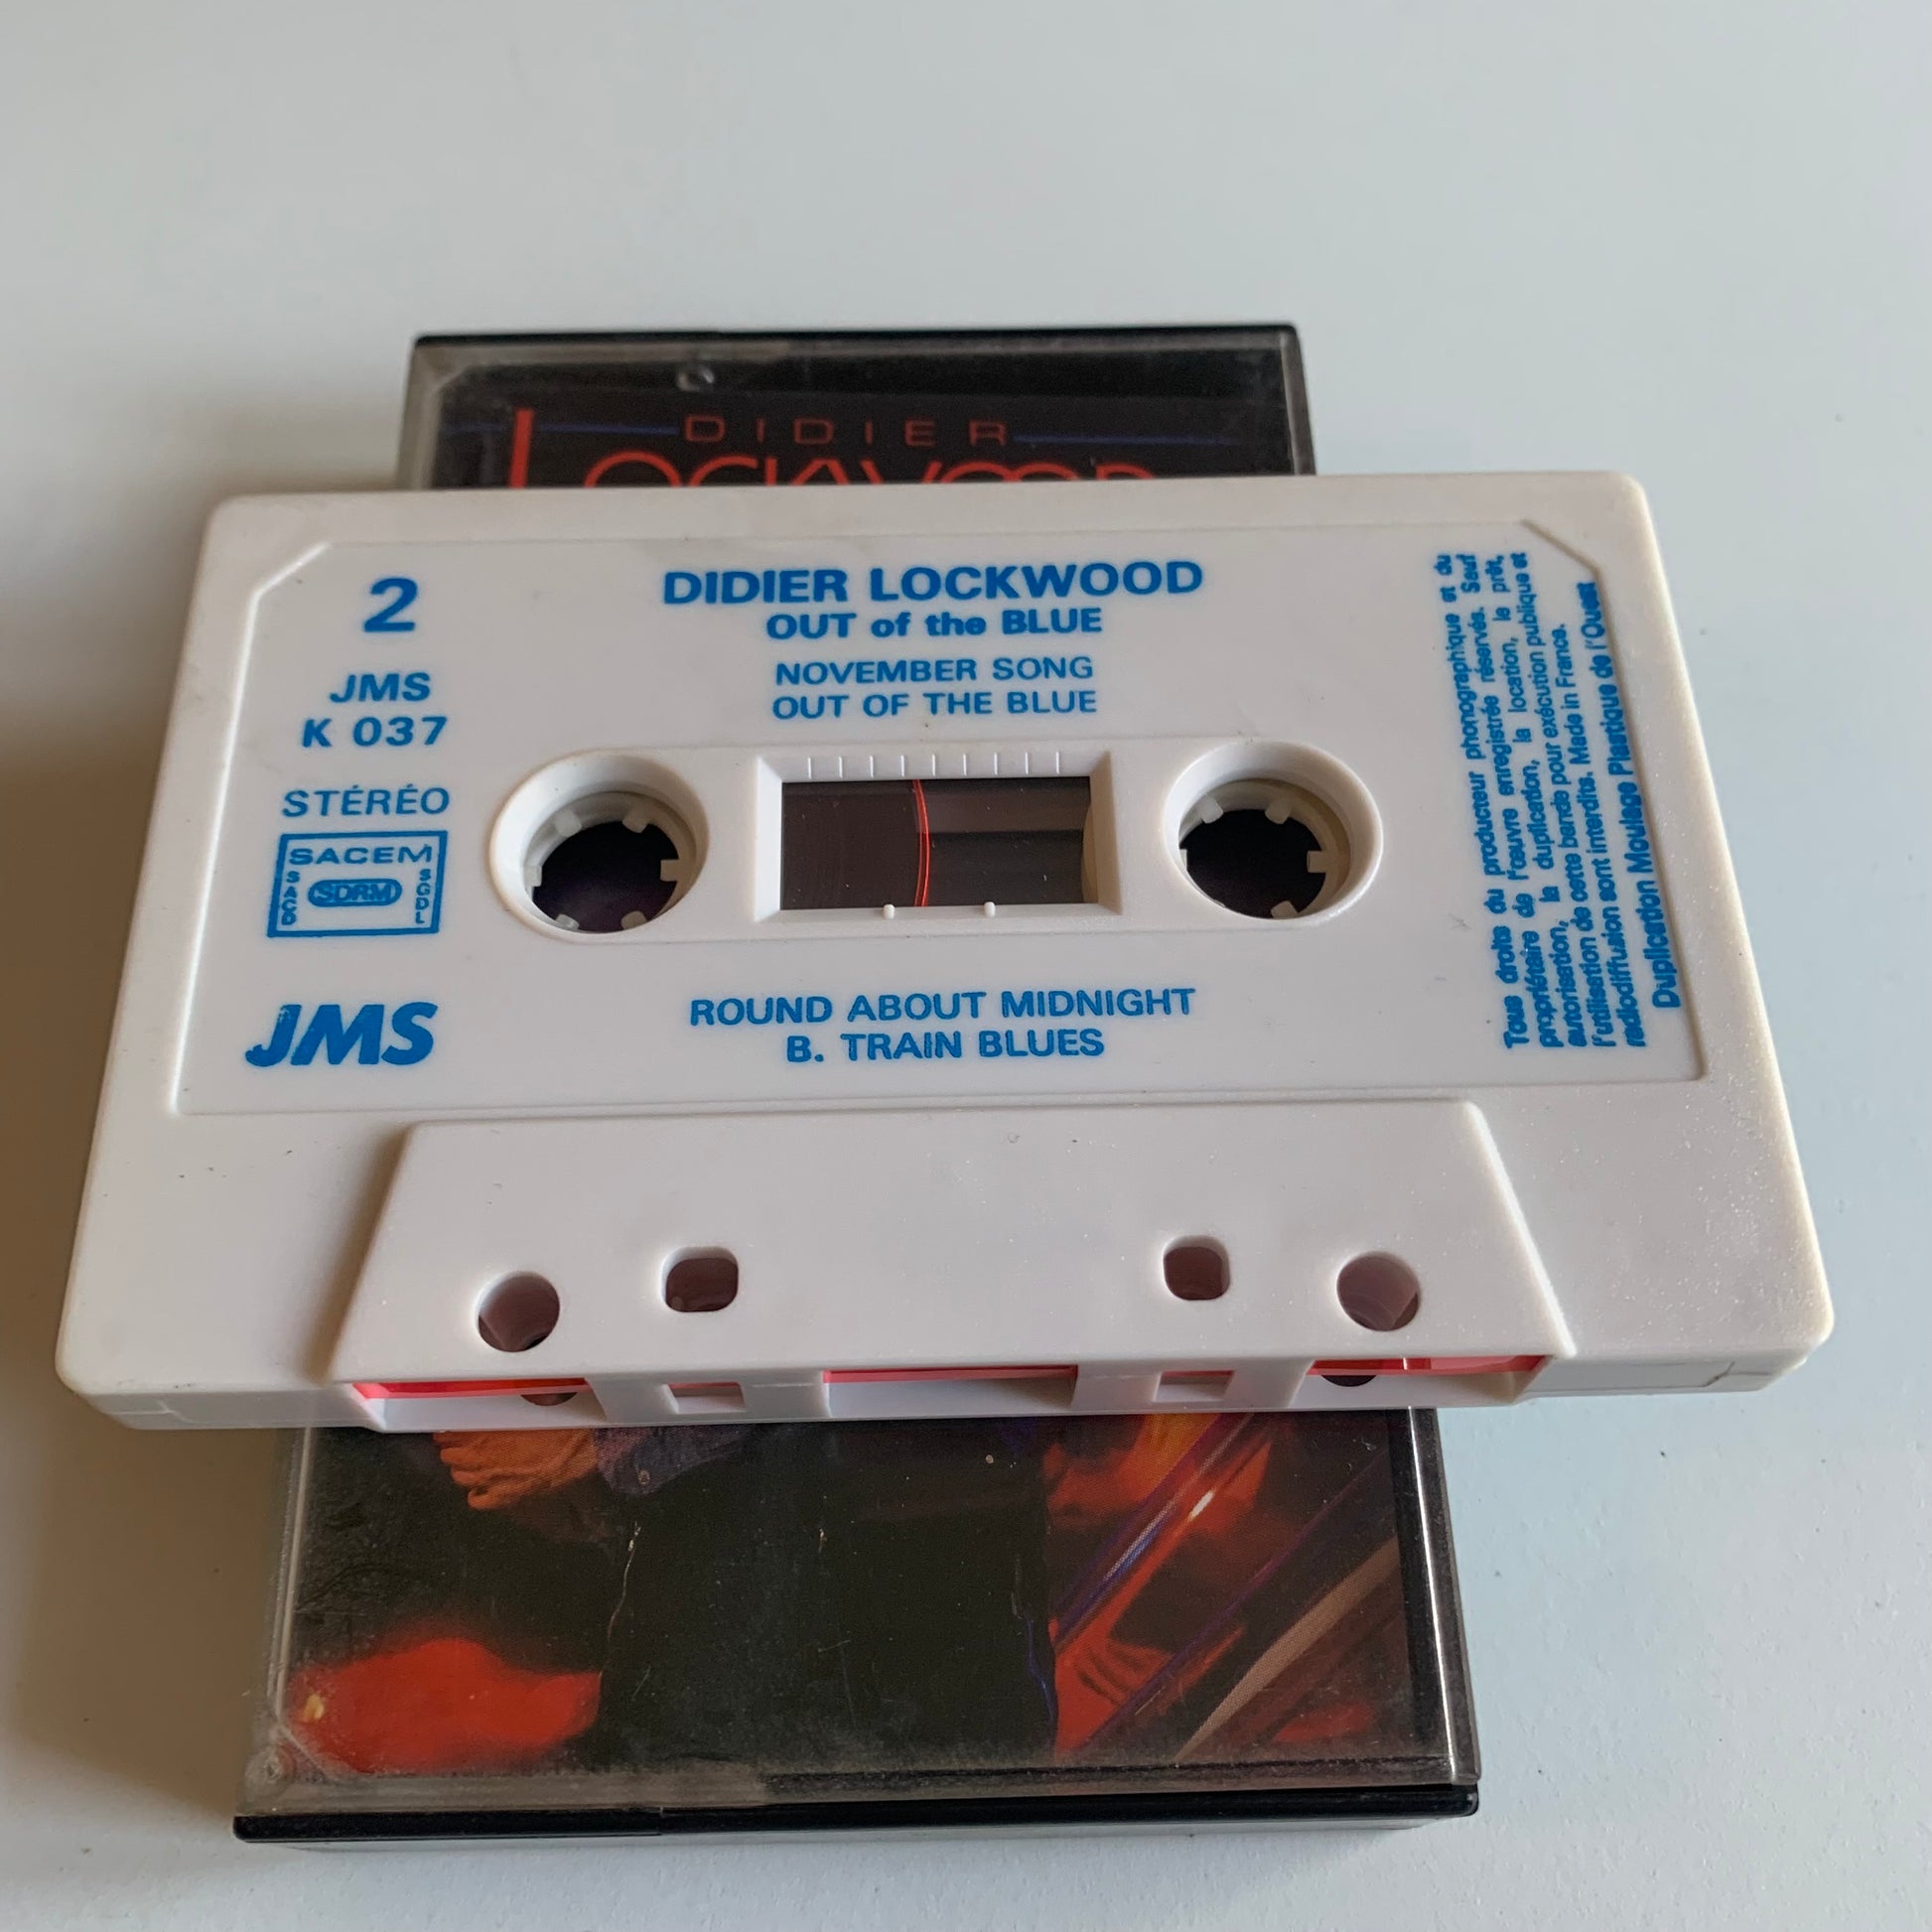 DIDIER
LOCKWOOD
2
DIDIER LOCKWOOD
OUT of the BLUE
JMS
K 037
NOVEMBER SONG
OUT OF THE BLUE
STÉRÉO
SACEM
SACD
SDRM
SGDL
JMS
ROUND ABOUT MIDNIGHT
B. TRAIN BLUES
Tous droits du producteur phonographique et du
propriétaire de l'œuvre enregistrée réservés. Sauf
autorisation, la duplication, la location, le prêt,
l'utilisation de cette bande pour exécution publique et
radiodiffusion sont interdits. Made in France.
Duplication Moulage Plastique de l'Ouest